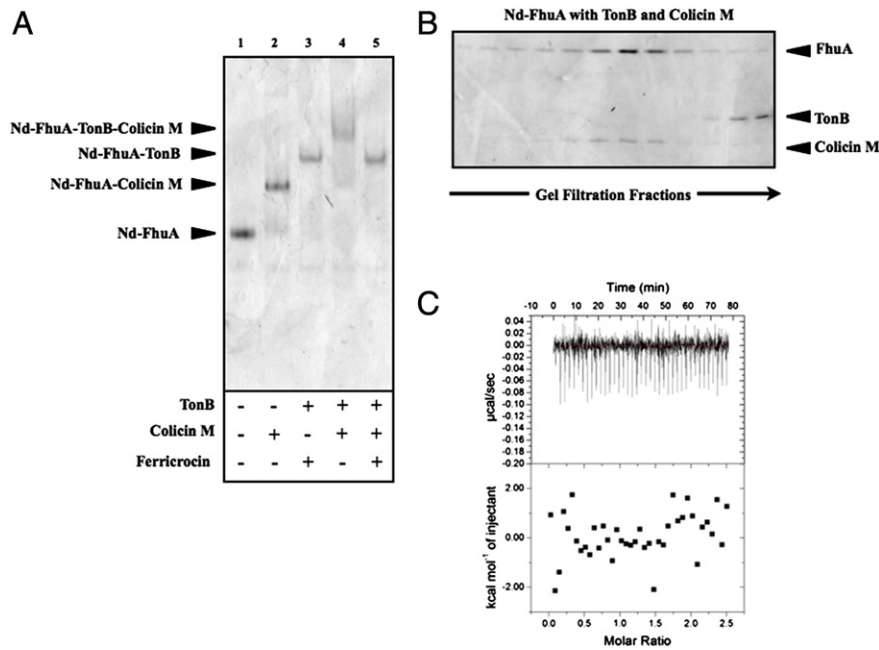 A
1 2 3 4 5
Nd-FhuA-TonB-Colicin M
Nd-FhuA-TonB
Nd-FhuA-Colicin M
Nd-FhuA
TonB - - + + +
Colicin M - + - + +
Ferricrocin - - + - +
B
Nd-FhuA with TonB and Colicin M
FhuA
TonB
Colicin M
Gel Filtration Fractions
C
Time (min)
-10 0 10 20 30 40 50 60 70 80
0.04
0.02
0.00
-0.02
-0.04
-0.06
-0.08
-0.10
-0.12
-0.14
-0.16
-0.18
-0.20
µcal/sec
2.00
0.00
-2.00
kcal mol⁻¹ of injectant
0.0 0.5 1.0 1.5 2.0 2.5
Molar Ratio